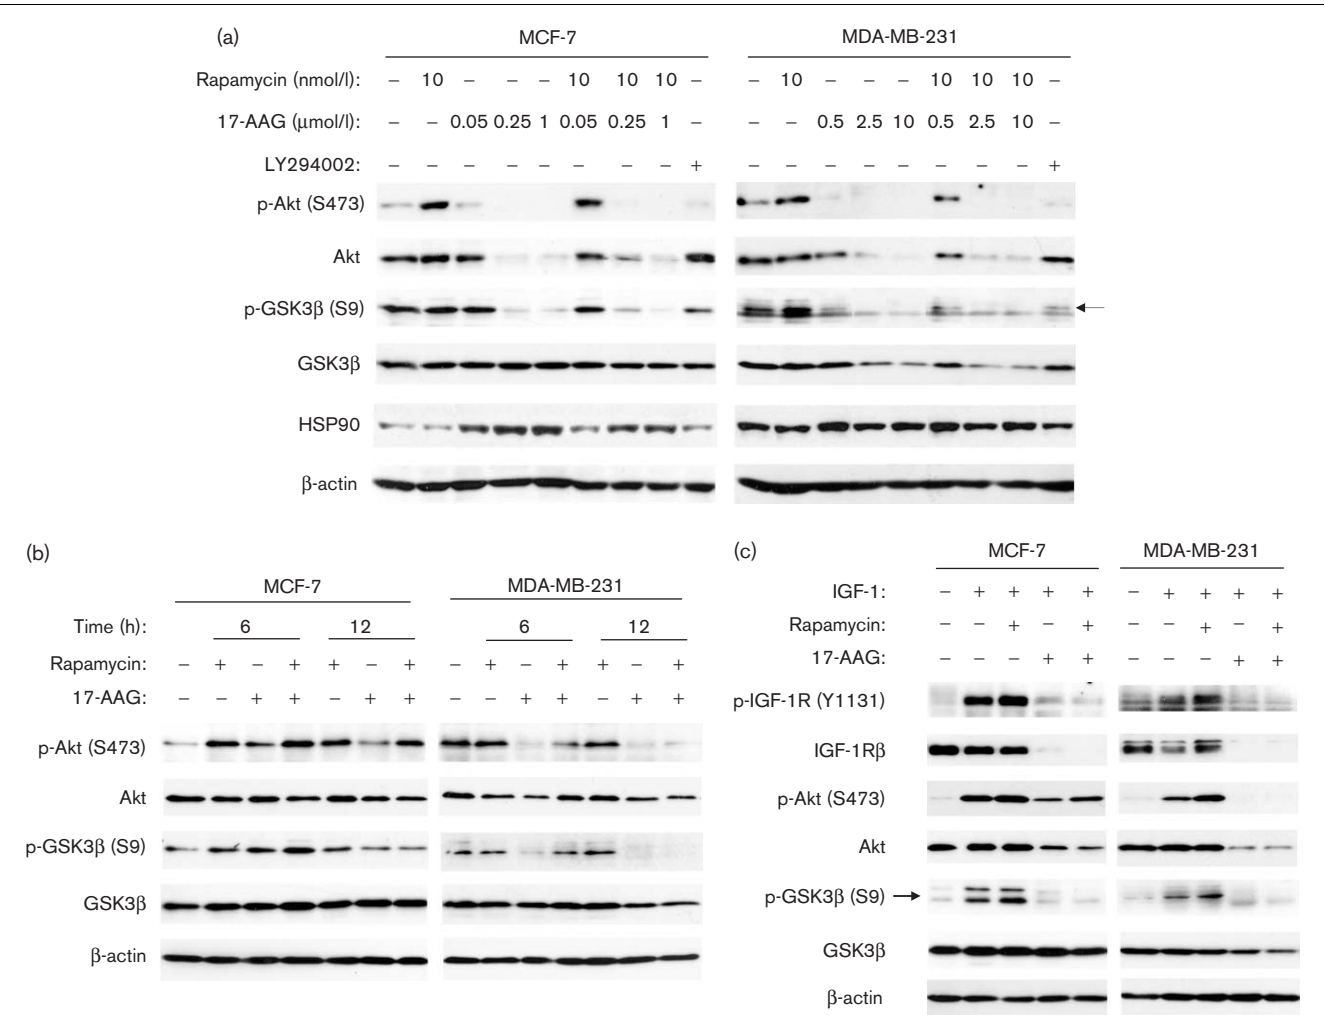 (a)
MCF-7 MDA-MB-231
Rapamycin (nmol/l): – 10 – – – 10 10 10 – – 10 – – – 10 10 10 –
17-AAG (μmol/l): – – 0.05 0.25 1 0.05 0.25 1 – – – 0.5 2.5 10 0.5 2.5 10 –
LY294002: – – – – – – – – + – – – – – – – – +
p-Akt (S473)
Akt
p-GSK3β (S9)
GSK3β
HSP90
β-actin
(b)
MCF-7 MDA-MB-231
Time (h): 6 12 6 12
Rapamycin: – + – + + – + – + – + + – +
17-AAG: – – + + – + + – – + + – + +
p-Akt (S473)
Akt
p-GSK3β (S9)
GSK3β
β-actin
(c)
MCF-7 MDA-MB-231
IGF-1: – + + + + – + + + +
Rapamycin: – – + – + – – + – +
17-AAG: – – – + + – – – + +
p-IGF-1R (Y1131)
IGF-1Rβ
p-Akt (S473)
Akt
p-GSK3β (S9)
GSK3β
β-actin